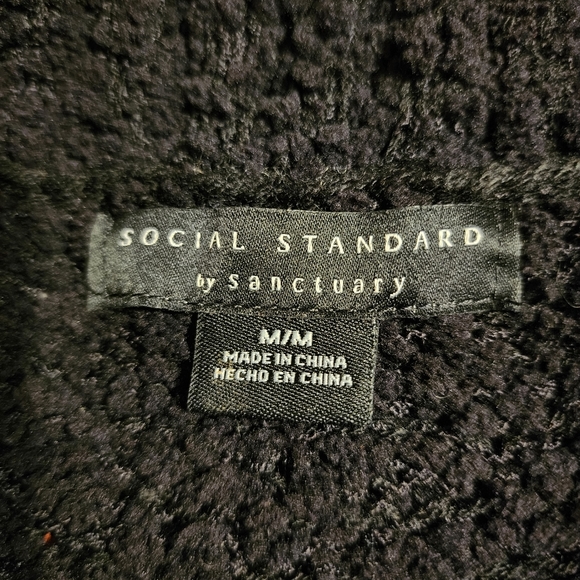 SOCIAL STANDARD
by sanctuary
M/M
MADE IN CHINA
HECHO EN CHINA